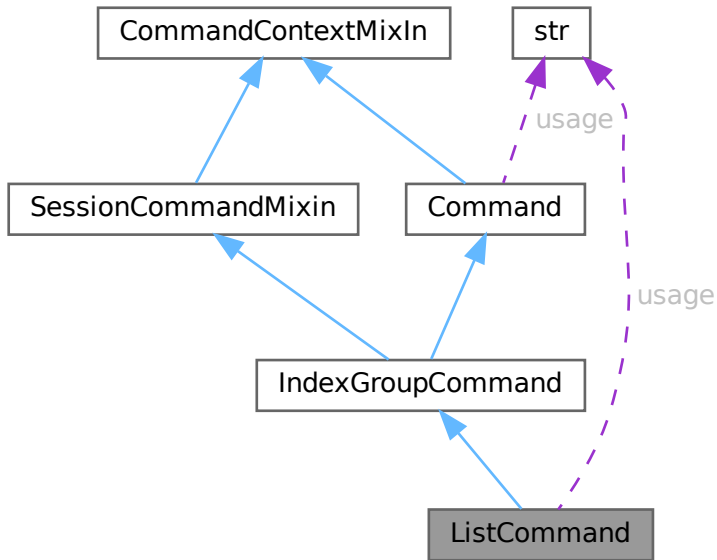 CommandContextMixIn
str
usage
SessionCommandMixin
Command
usage
IndexGroupCommand
ListCommand